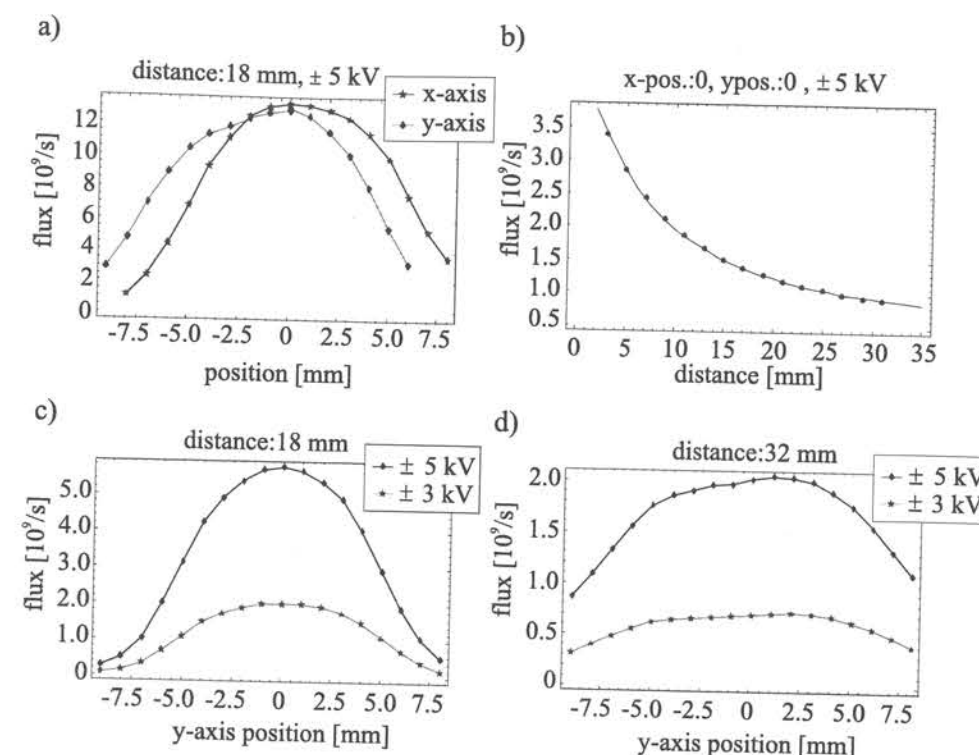 a)
distance:18 mm, ± 5 kV
x-axis
y-axis
flux [10⁹/s]
12
10
8
6
4
2
0
-7.5 -5.0 -2.5 0 2.5 5.0 7.5
position [mm]
b)
x-pos.:0, ypos.:0 , ± 5 kV
flux [10⁹/s]
3.5
3.0
2.5
2.0
1.5
1.0
0.5
0 5 10 15 20 25 30 35
distance [mm]
c)
distance:18 mm
± 5 kV
± 3 kV
flux [10⁹/s]
5.0
4.0
3.0
2.0
1.0
0
-7.5 -5.0 -2.5 0 2.5 5.0 7.5
y-axis position [mm]
d)
distance:32 mm
± 5 kV
± 3 kV
flux [10⁹/s]
2.0
1.5
1.0
0.5
0
-7.5 -5.0 -2.5 0 2.5 5.0 7.5
y-axis position [mm]